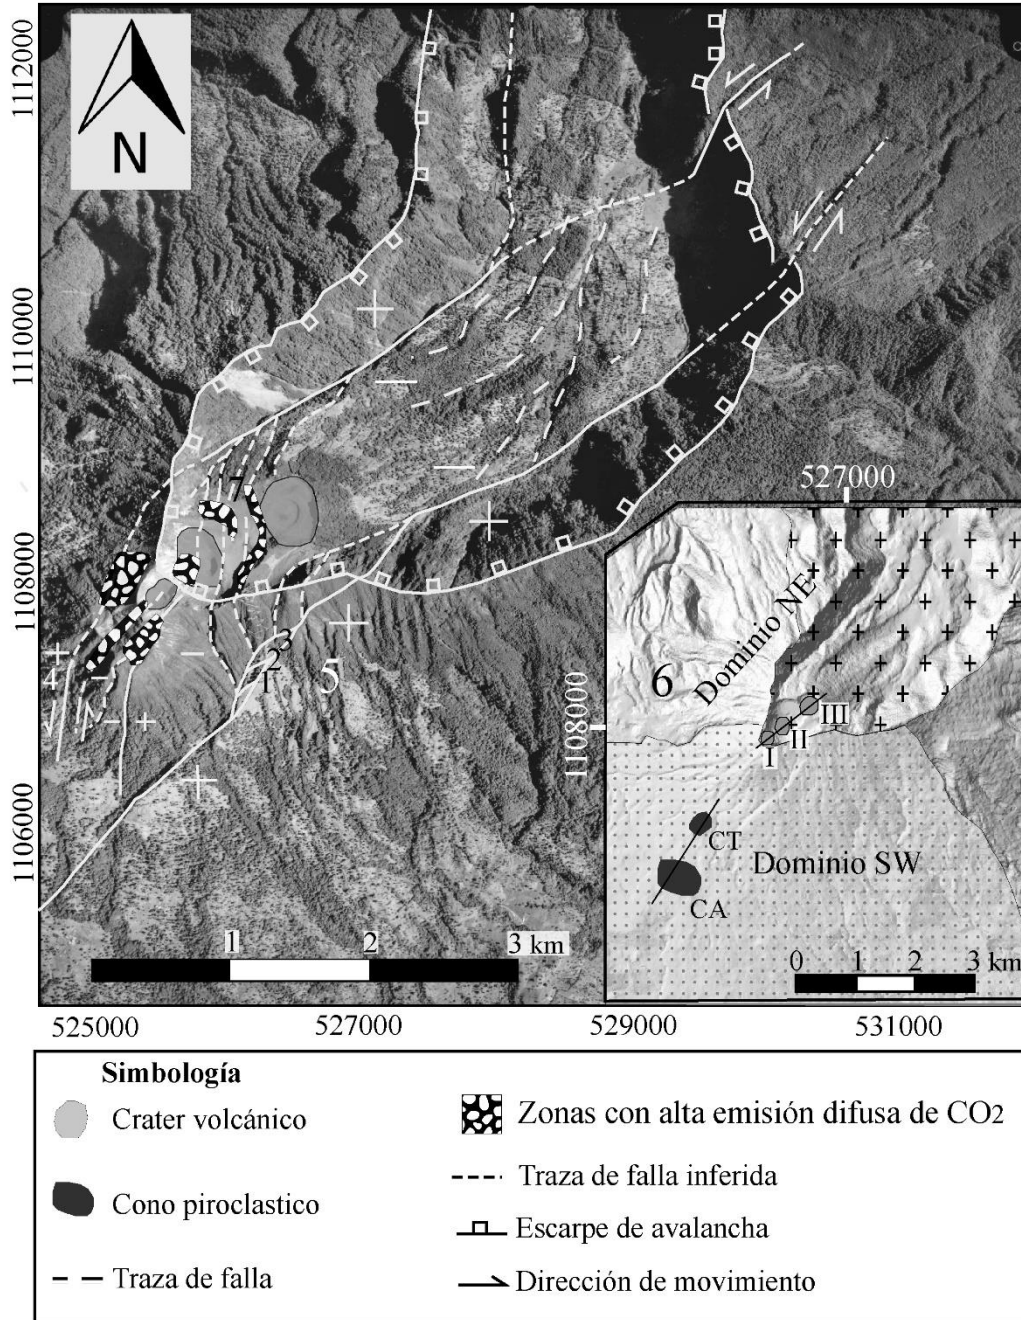 1112000
N
1110000
7
527000
1108000
4
3
2
1
5
6
Dominio NE
III
II
I
1108000
1106000
CT
Dominio SW
CA
1
2
3 km
0
1
2
3 km
525000
527000
529000
531000
Simbología
Crater volcánico
Zonas con alta emisión difusa de CO2
Cono piroclastico
Traza de falla inferida
Escarpe de avalancha
Traza de falla
Dirección de movimiento